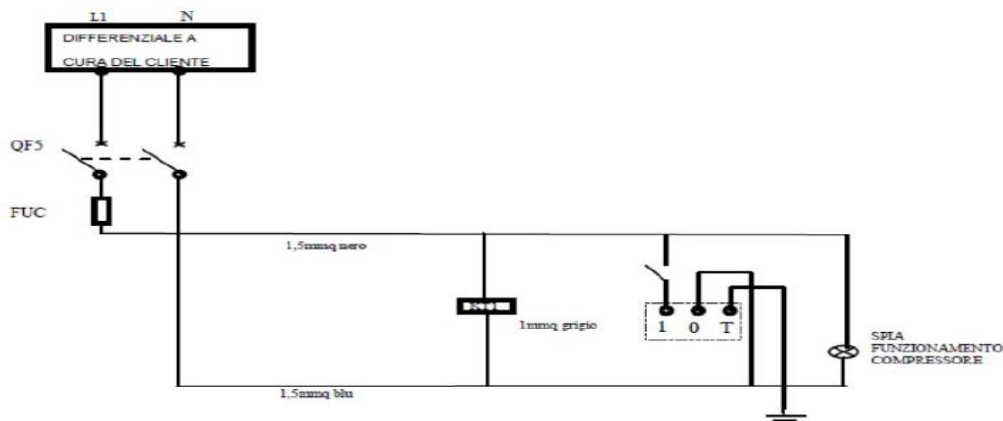 L1 N
DIFFERENZIALE A
CURA DEL CLIENTE
QF5
FUC
1,5mmq nero
1mmq grigio
1 0 T
SPIA
FUNZIONAMENTO
COMPRESSORE
1,5mmq blu